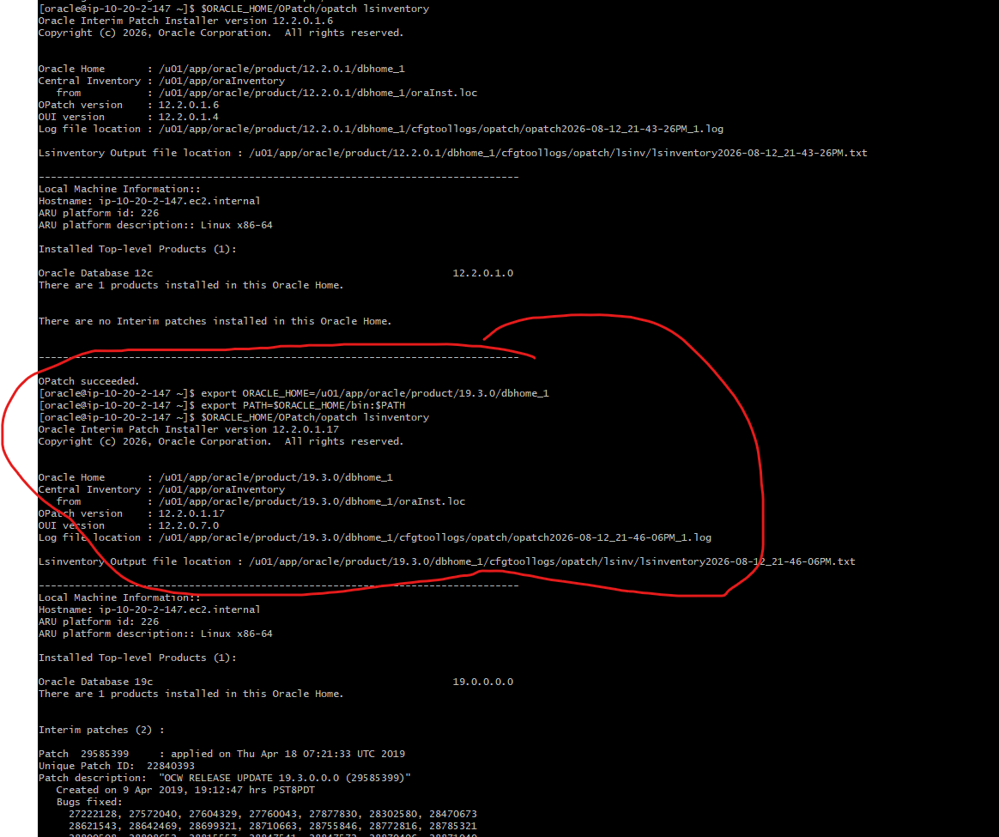 [oracle@ip-10-20-2-147 ~]$ $ORACLE_HOME/OPatch/opatch lsinventory
Oracle Interim Patch Installer version 12.2.0.1.6
Copyright (c) 2026, Oracle Corporation.  All rights reserved.
Oracle Home       : /u01/app/oracle/product/12.2.0.1/dbhome_1
Central Inventory : /u01/app/oraInventory
   from           : /u01/app/oracle/product/12.2.0.1/dbhome_1/oraInst.loc
OPatch version    : 12.2.0.1.6
OUI version       : 12.2.0.1.4
Log file location : /u01/app/oracle/product/12.2.0.1/dbhome_1/cfgtoollogs/opatch/opatch2026-08-12_21-43-26PM_1.log
Lsinventory Output file location : /u01/app/oracle/product/12.2.0.1/dbhome_1/cfgtoollogs/opatch/lsinv/lsinventory2026-08-12_21-43-26PM.txt
--------------------------------------------------------------------------------
Local Machine Information::
Hostname: ip-10-20-2-147.ec2.internal
ARU platform id: 226
ARU platform description:: Linux x86-64
Installed Top-level Products (1):
Oracle Database 12c                                                  12.2.0.1.0
There are 1 products installed in this Oracle Home.
There are no Interim patches installed in this Oracle Home.
--------------------------------------------------------------------------------
OPatch succeeded.
[oracle@ip-10-20-2-147 ~]$ export ORACLE_HOME=/u01/app/oracle/product/19.3.0/dbhome_1
[oracle@ip-10-20-2-147 ~]$ export PATH=$ORACLE_HOME/bin:$PATH
[oracle@ip-10-20-2-147 ~]$ $ORACLE_HOME/OPatch/opatch lsinventory
Oracle Interim Patch Installer version 12.2.0.1.17
Copyright (c) 2026, Oracle Corporation.  All rights reserved.
Oracle Home       : /u01/app/oracle/product/19.3.0/dbhome_1
Central Inventory : /u01/app/oraInventory
   from           : /u01/app/oracle/product/19.3.0/dbhome_1/oraInst.loc
OPatch version    : 12.2.0.1.17
OUI version       : 12.2.0.7.0
Log file location : /u01/app/oracle/product/19.3.0/dbhome_1/cfgtoollogs/opatch/opatch2026-08-12_21-46-06PM_1.log
Lsinventory Output file location : /u01/app/oracle/product/19.3.0/dbhome_1/cfgtoollogs/opatch/lsinv/lsinventory2026-08-12_21-46-06PM.txt
--------------------------------------------------------------------------------
Local Machine Information::
Hostname: ip-10-20-2-147.ec2.internal
ARU platform id: 226
ARU platform description:: Linux x86-64
Installed Top-level Products (1):
Oracle Database 19c                                                  19.0.0.0.0
There are 1 products installed in this Oracle Home.
Interim patches (2) :
Patch  29585399     : applied on Thu Apr 18 07:21:33 UTC 2019
Unique Patch ID:  22840393
Patch description:  "OCW RELEASE UPDATE 19.3.0.0.0 (29585399)"
   Created on 9 Apr 2019, 19:12:47 hrs PST8PDT
   Bugs fixed:
     27222128, 27572040, 27604329, 27760043, 27877830, 28302580, 28470673
     28621543, 28642469, 28699321, 28710663, 28755846, 28772816, 28785321